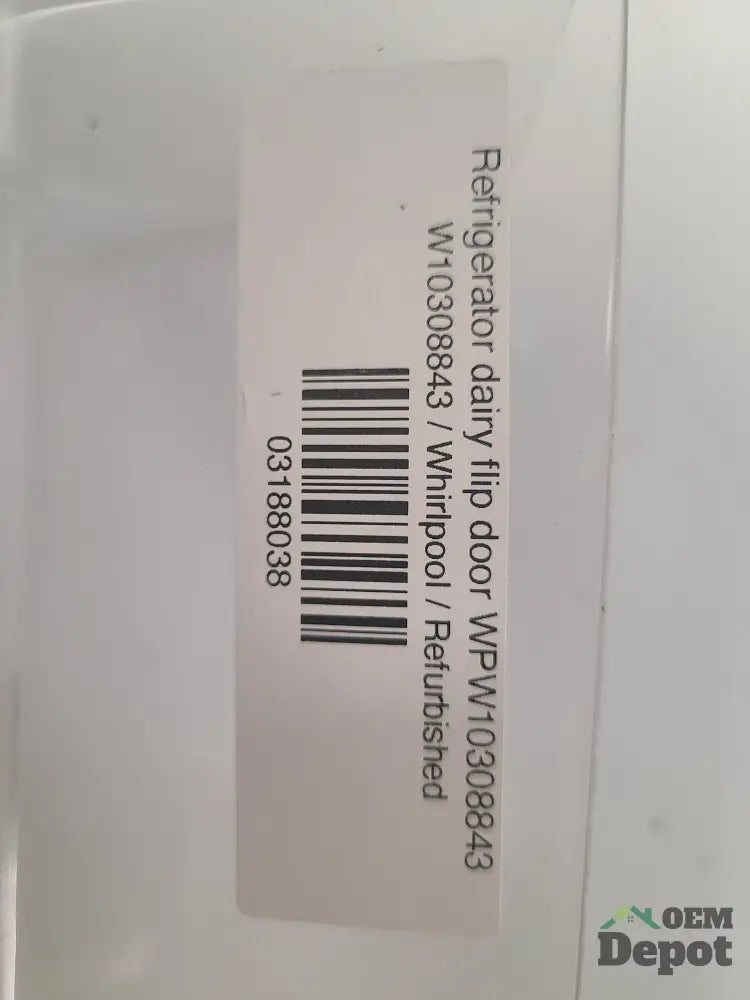 Refrigerator dairy flip door WPW10308843
W10308843 / Whirlpool / Refurbished
03188038
OEM
Depot